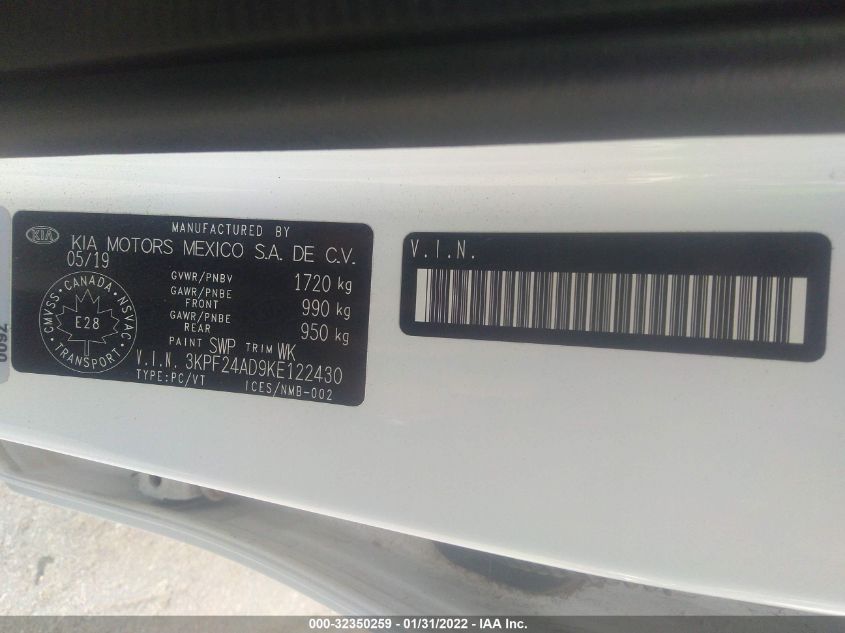 MANUFACTURED BY
KIA
KIA MOTORS MEXICO S.A. DE C.V.
05/19
GVWR/PNBV 1720 kg
GAWR/PNBE FRONT 990 kg
GAWR/PNBE REAR 950 kg
CMVSS • CANADA • NSVAC • TRANSPORT •
E28
PAINT SWP TRIM WK
V.I.N. 3KPF24AD9KE122430
TYPE:PC/VT ICES/NMB-002
V.I.N.
0092
000-32350259 - 01/31/2022 - IAA Inc.